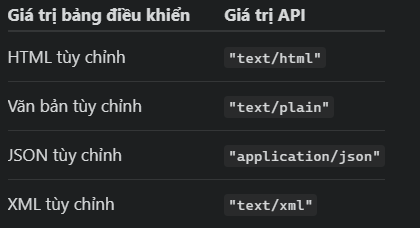 Giá trị bảng điều khiển Giá trị API
HTML tùy chỉnh "text/html"
Văn bản tùy chỉnh "text/plain"
JSON tùy chỉnh "application/json"
XML tùy chỉnh "text/xml"